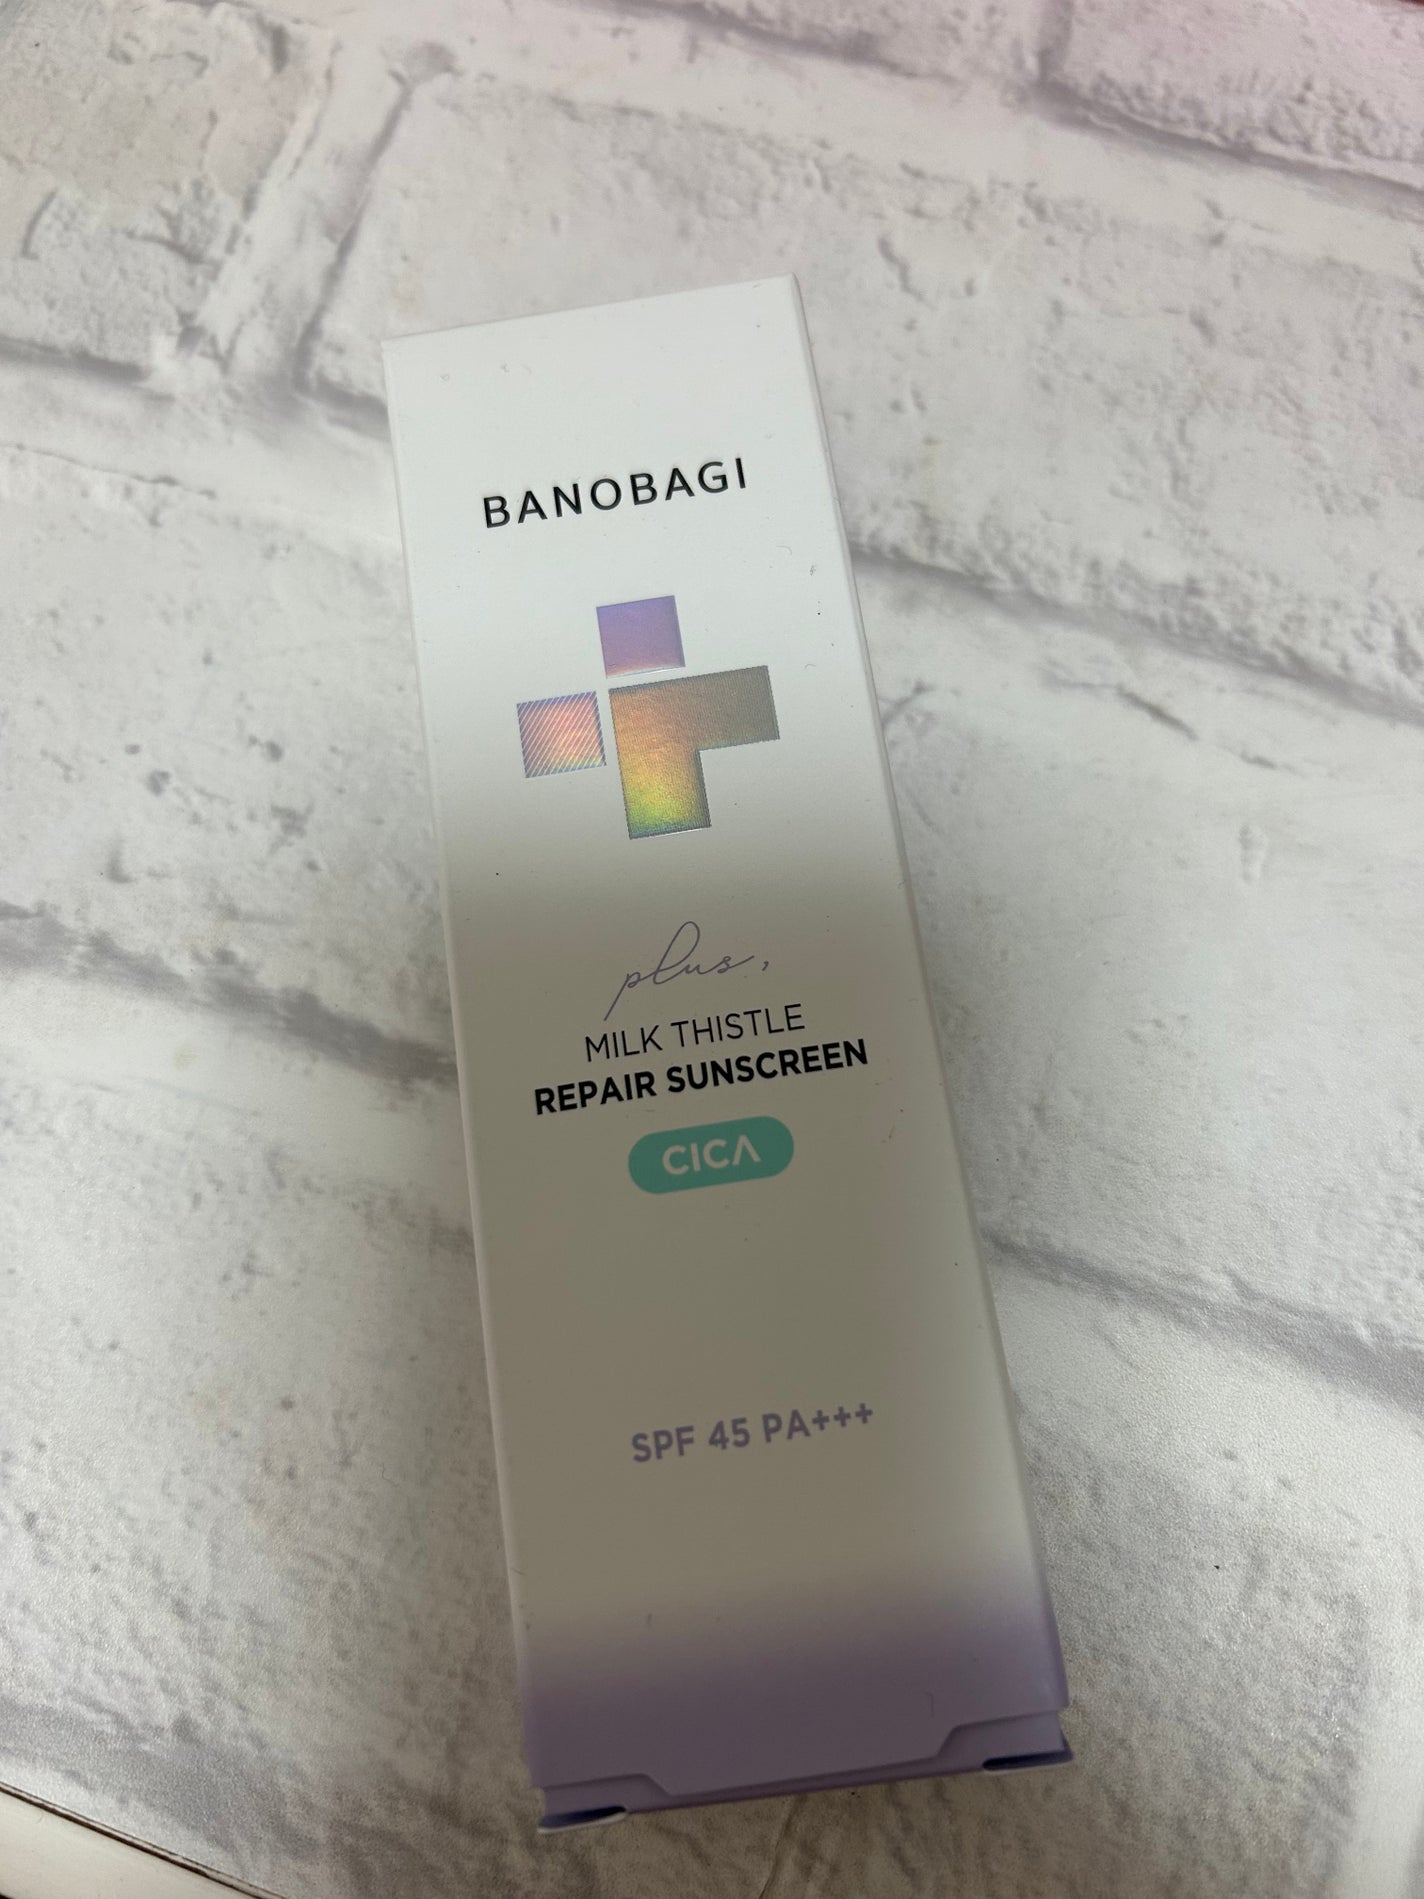 BANOBAGI
plus,
MILK THISTLE
REPAIR SUNSCREEN
CICA
SPF 45 PA+++